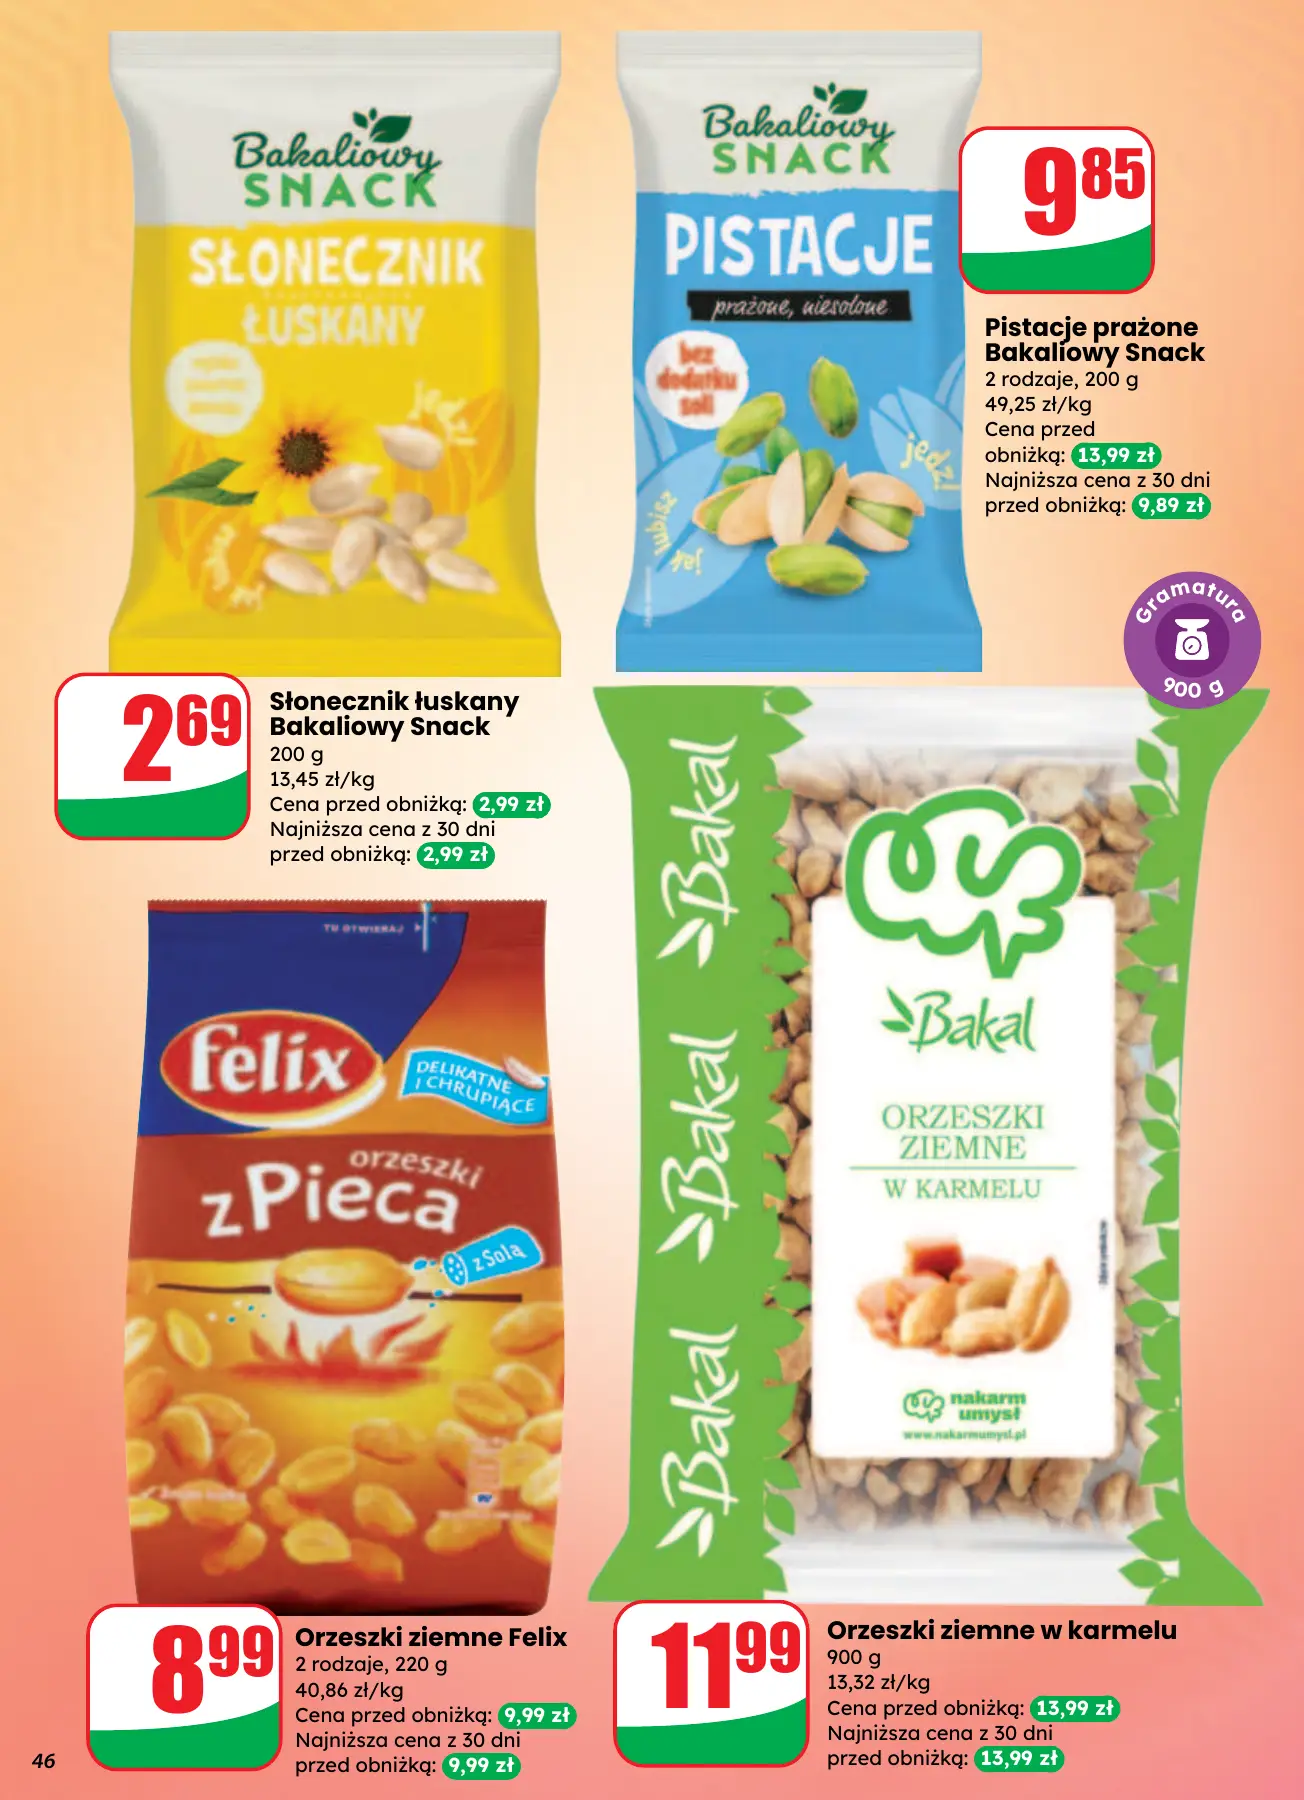 Bakaliowy
SNACK
SŁONECZNIK
ŁUSKANY
jedz!
Bakaliowy
SNACK
PISTACJE
prażone, niesolone
bez
dodatku
soli
jedz!
jak lubisz
9 85
Pistacje prażone
Bakaliowy Snack
2 rodzaje, 200 g
49,25 zł/kg
Cena przed
obniżką: 13,99 zł
Najniższa cena z 30 dni
przed obniżką: 9,89 zł
Gramatura
900 g
2 69
Słonecznik łuskany
Bakaliowy Snack
200 g
13,45 zł/kg
Cena przed obniżką: 2,99 zł
Najniższa cena z 30 dni
przed obniżką: 2,99 zł
TU OTWIERAJ
felix
DELIKATNE
I CHRUPIĄCE
orzeszki
z Pieca
z Solą
Bakal
Bakal
Bakal
Bakal
ORZESZKI
ZIEMNE
W KARMELU
nakarm
umysł
www.nakarmumysl.pl
8 99
Orzeszki ziemne Felix
2 rodzaje, 220 g
40,86 zł/kg
Cena przed obniżką: 9,99 zł
Najniższa cena z 30 dni
przed obniżką: 9,99 zł
11 99
Orzeszki ziemne w karmelu
900 g
13,32 zł/kg
Cena przed obniżką: 13,99 zł
Najniższa cena z 30 dni
przed obniżką: 13,99 zł
46